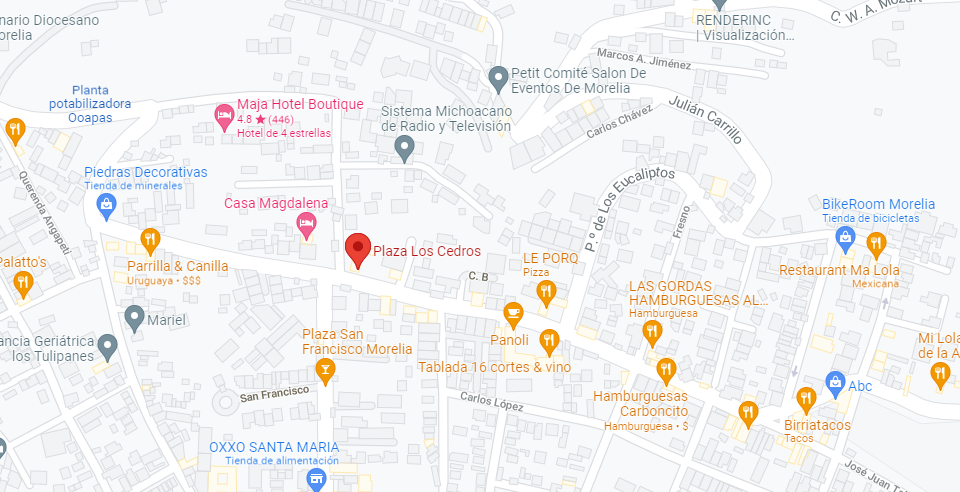 nario Diocesano
orelia
RENDERINC
| Visualización...
C. W. A. Mozart
Marcos A. Jiménez
Petit Comité Salon De
Eventos De Morelia
Planta
potabilizadora
Ooapas
Maja Hotel Boutique
4.8 ★ (446)
Hotel de 4 estrellas
Sistema Michoacano
de Radio y Televisión
Carlos Chávez
Julián Carrillo
Querenda Angapeti
Piedras Decorativas
Tienda de minerales
Casa Magdalena
P.º de Los Eucaliptos
Fresno
BikeRoom Morelia
Tienda de bicicletas
Parrilla & Canilla
Uruguaya • $$$
Palatto's
Plaza Los Cedros
C. B
LE PORQ
Pizza
Restaurant Ma Lola
Mexicana
LAS GORDAS
HAMBURGUESAS AL...
Hamburguesa
Mariel
ancia Geriátrica
los Tulipanes
Plaza San
Francisco Morelia
Panoli
Tablada 16 cortes & vino
Mi Lola
de la A
San Francisco
Carlos López
Hamburguesas
Carboncito
Hamburguesa • $
Abc
Birriatacos
Tacos
OXXO SANTA MARIA
Tienda de alimentación
José Juan Ta